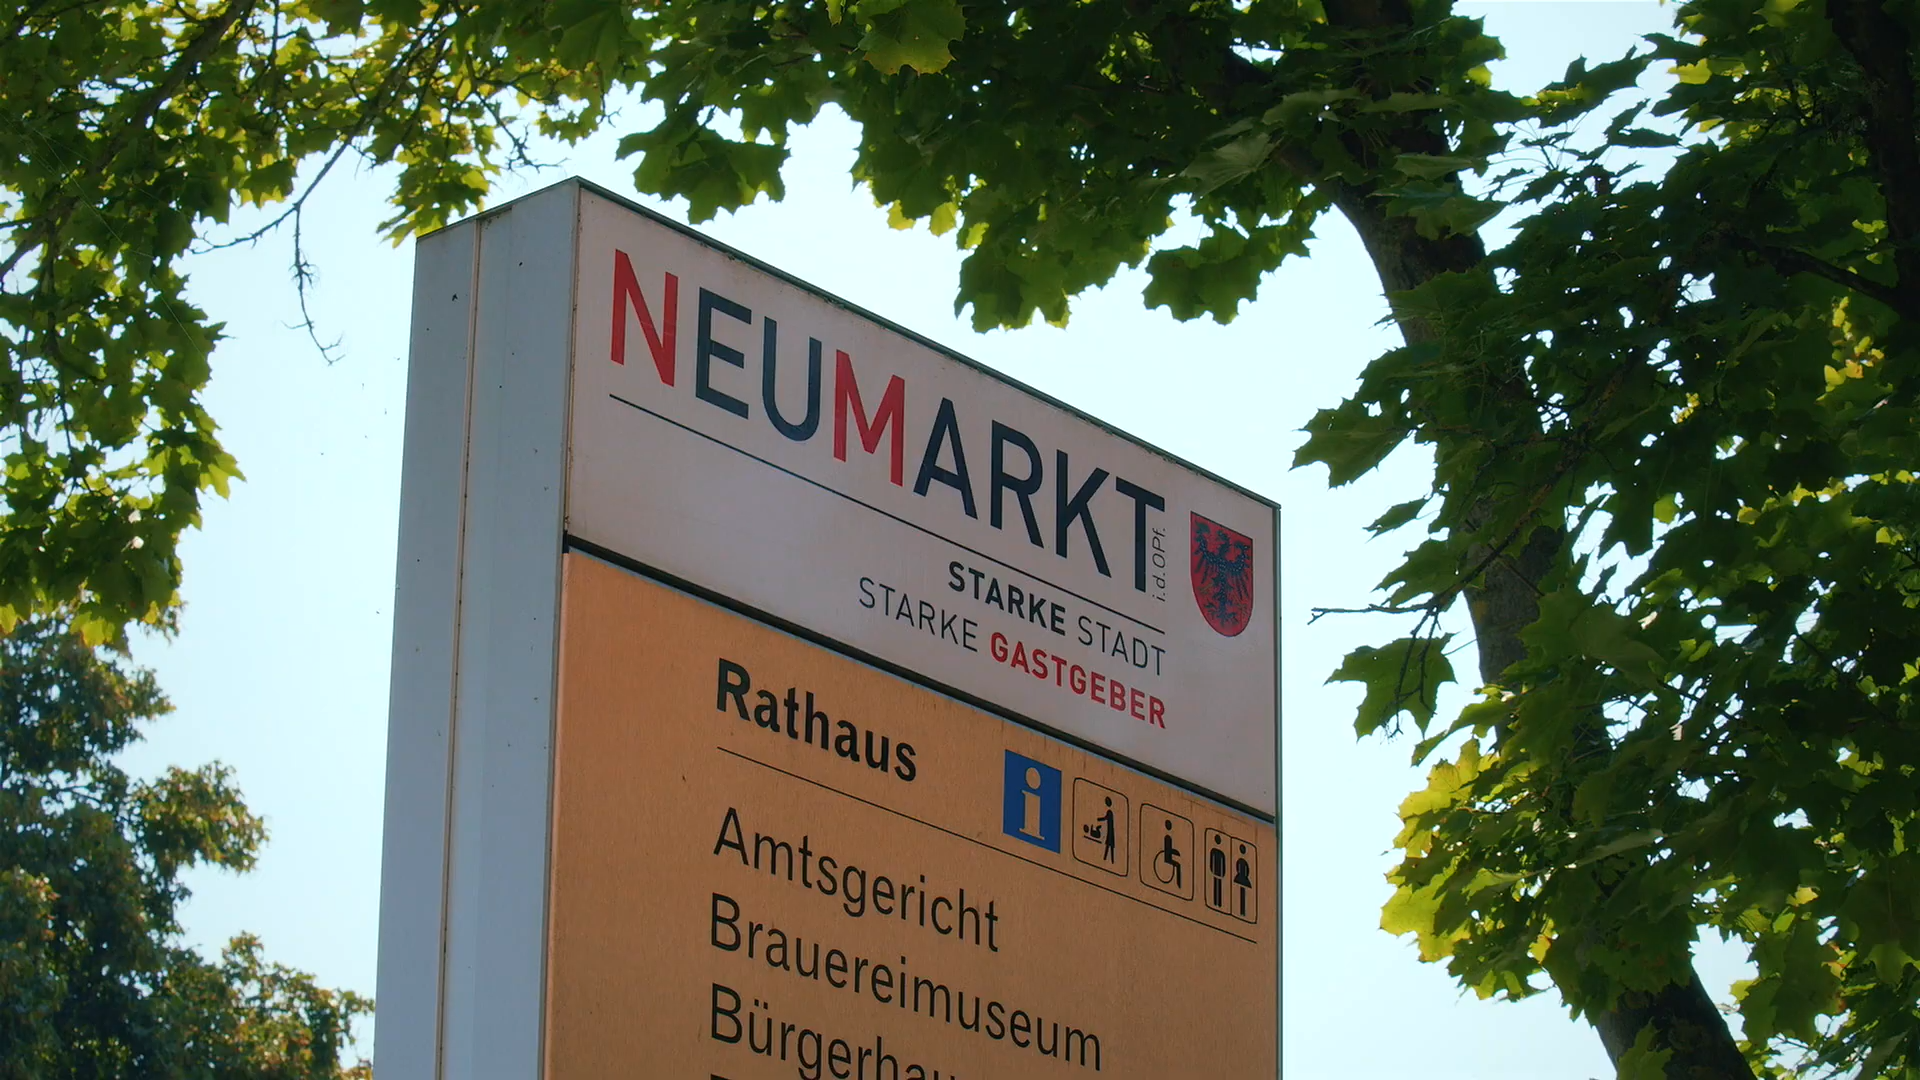 NEUMARKT i.d.OPf.
STARKE STADT
STARKE GASTGEBER
Rathaus
i
Amtsgericht
Brauereimuseum